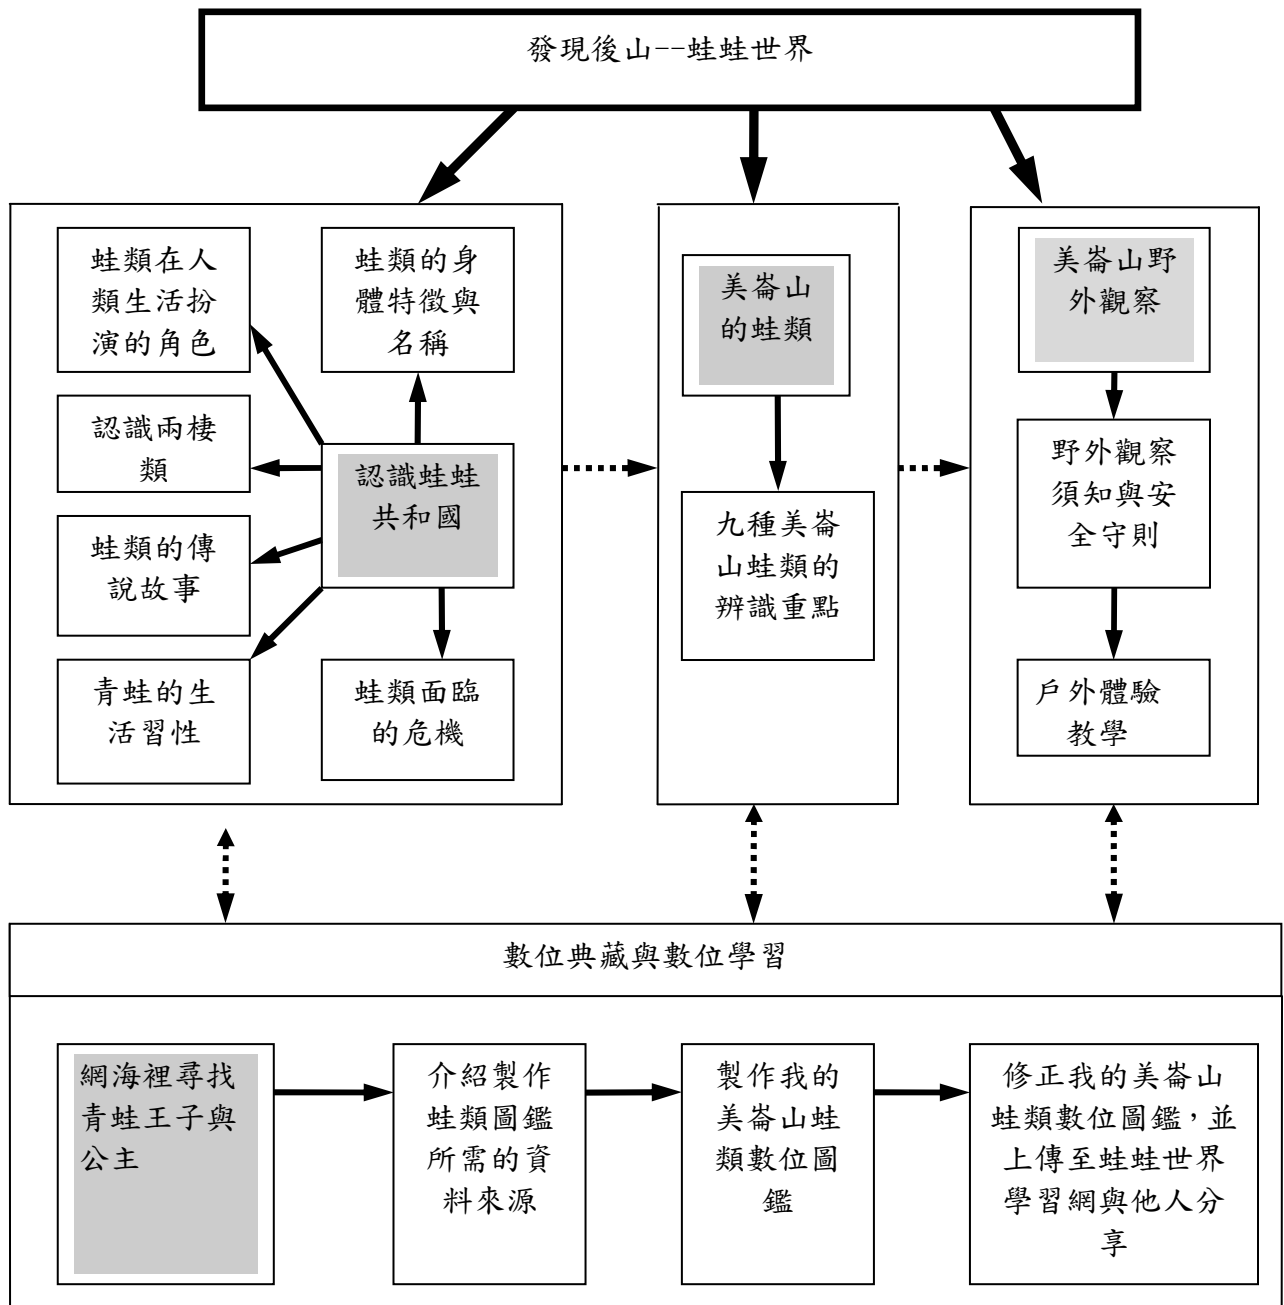 發現後山--蛙蛙世界
蛙類在人
類生活扮
演的角色
蛙類的身
體特徵與
名稱
認識兩棲
類
認識蛙蛙
共和國
蛙類的傳
說故事
青蛙的生
活習性
蛙類面臨
的危機
美崙山
的蛙類
九種美崙
山蛙類的
辨識重點
美崙山野
外觀察
野外觀察
須知與安
全守則
戶外體驗
教學
數位典藏與數位學習
網海裡尋找
青蛙王子與
公主
介紹製作
蛙類圖鑑
所需的資
料來源
製作我的
美崙山蛙
類數位圖
鑑
修正我的美崙山
蛙類數位圖鑑，並
上傳至蛙蛙世界
學習網與他人分
享